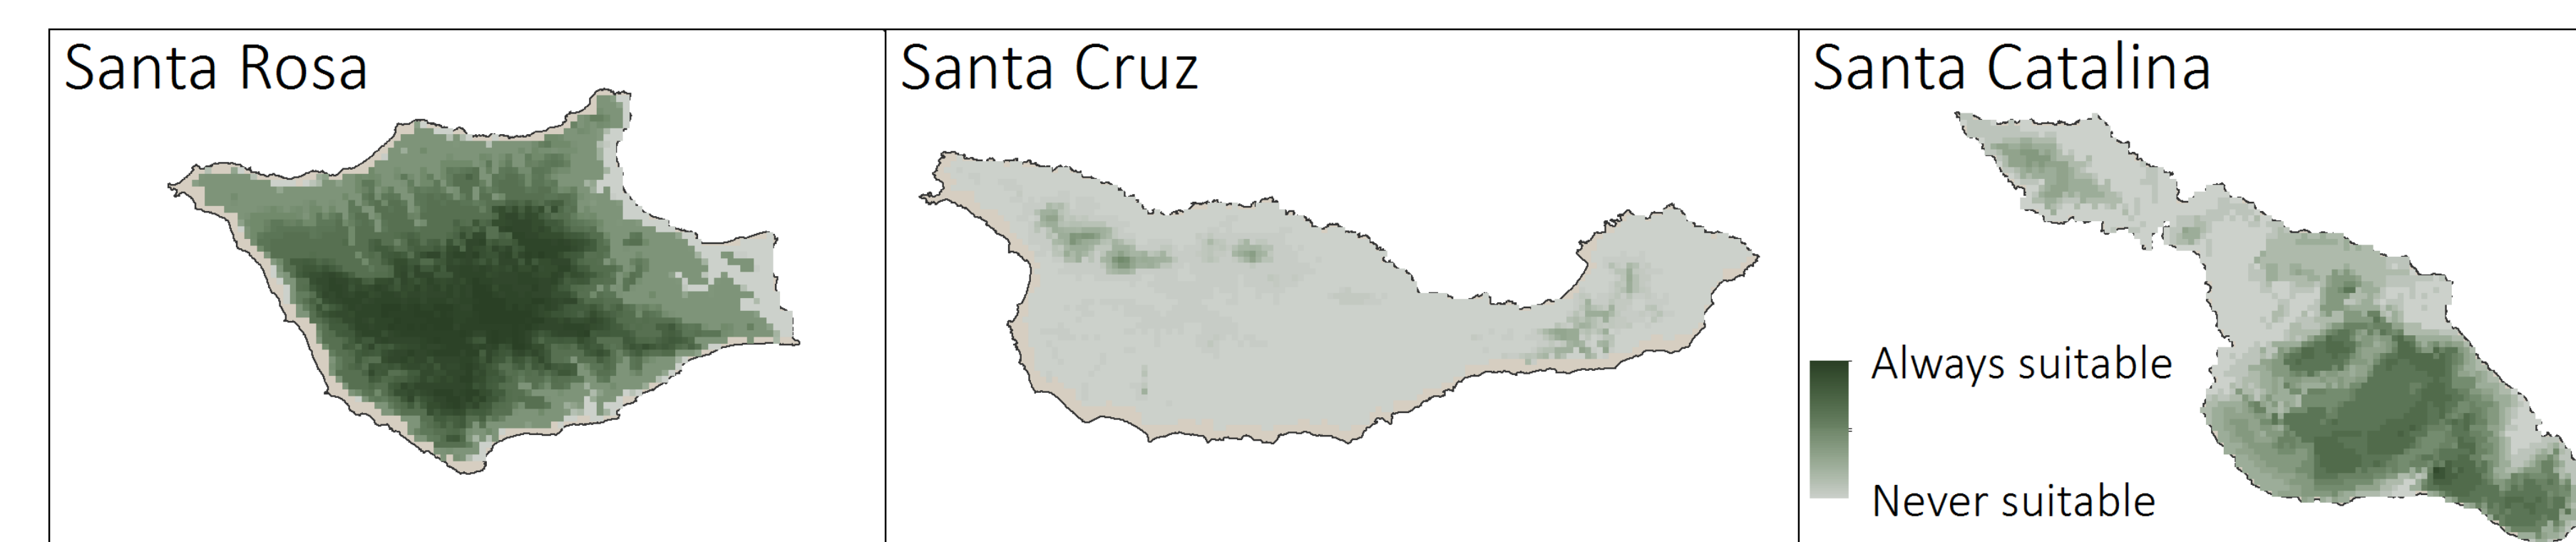 Santa Rosa
Santa Cruz
Santa Catalina
Always suitable
Never suitable